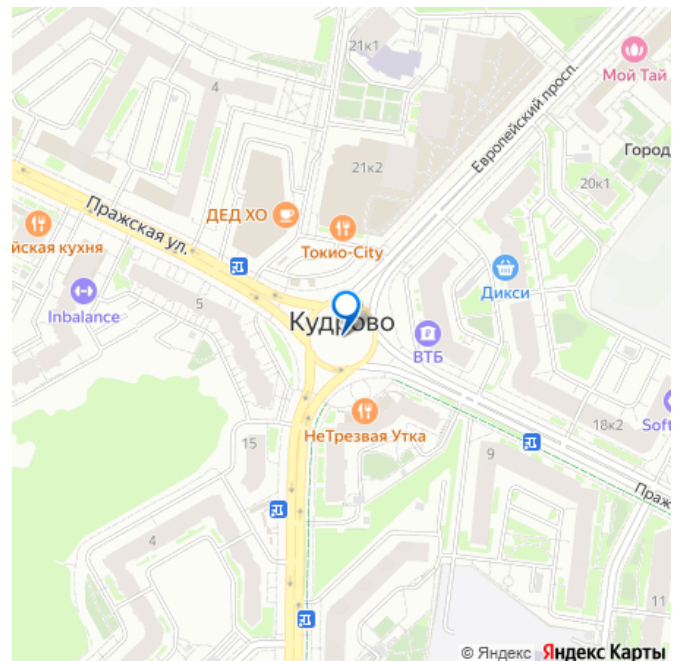 21к1
4
Мой Тай
Европейский просп.
Город
21к2
20к1
Пражская ул.
ДЕД ХО
йская кухня
Токио-City
Дикси
5
Inbalance
Кудрово
ВТБ
НеТрезвая Утка
18к2
Soft
15
9
Праж
4
11
© Яндекс Яндекс Карты